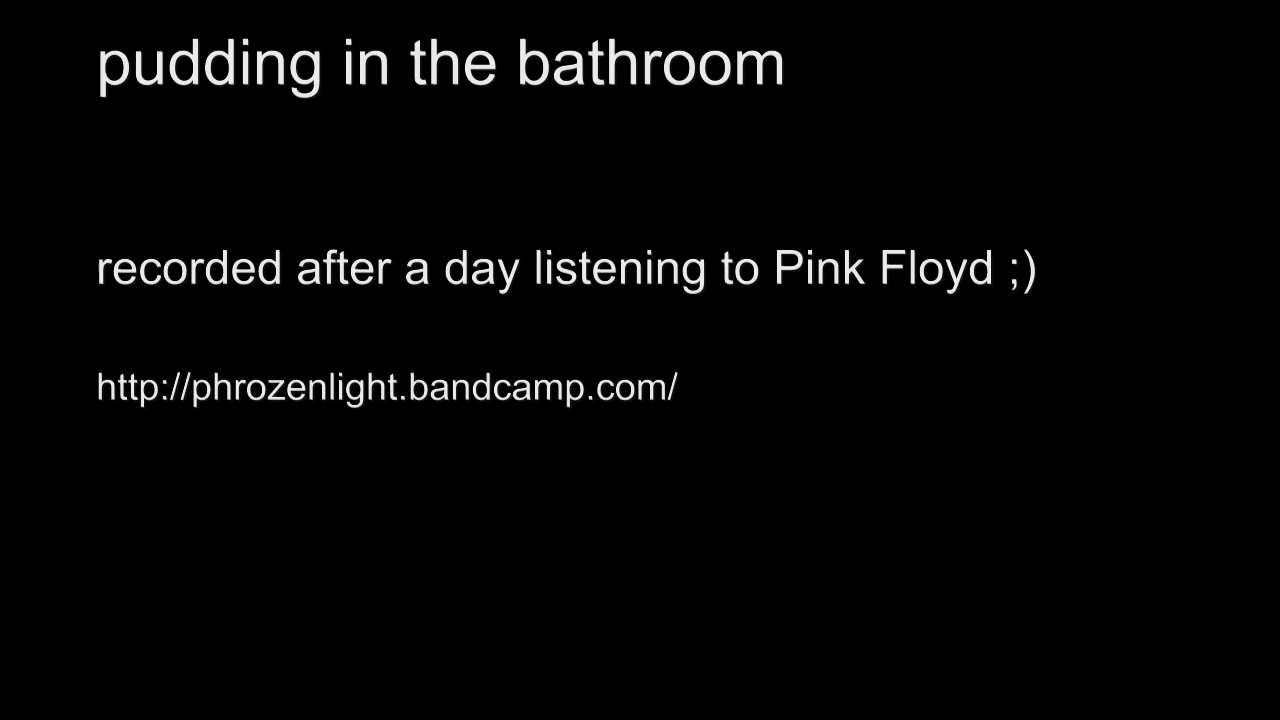 pudding in the bathroom
recorded after a day listening to Pink Floyd ;)
http://phrozenlight.bandcamp.com/